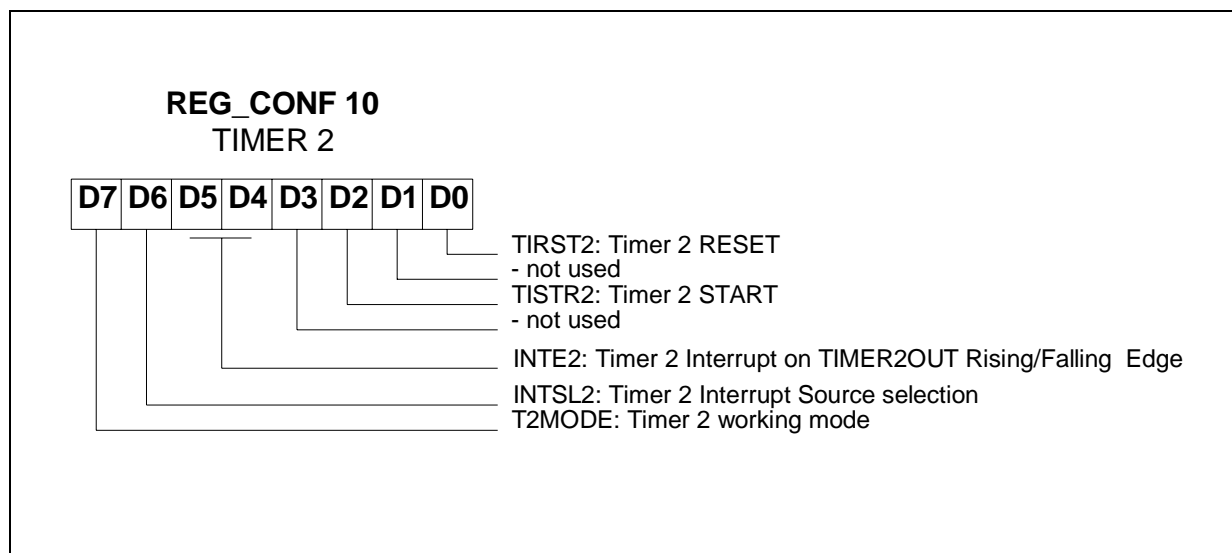 REG_CONF 10
TIMER 2
D7 D6 D5 D4 D3 D2 D1 D0
TIRST2: Timer 2 RESET
- not used
TISTR2: Timer 2 START
- not used
INTE2: Timer 2 Interrupt on TIMER2OUT Rising/Falling Edge
INTSL2: Timer 2 Interrupt Source selection
T2MODE: Timer 2 working mode